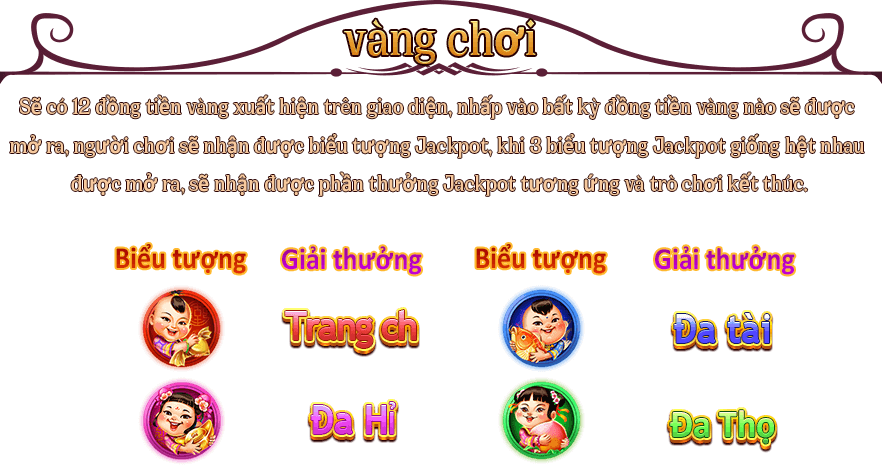 vàng chơi
Sẽ có 12 đồng tiền vàng xuất hiện trên giao diện, nhấp vào bất kỳ đồng tiền vàng nào sẽ được
mở ra, người chơi sẽ nhận được biểu tượng Jackpot, khi 3 biểu tượng Jackpot giống hệt nhau
được mở ra, sẽ nhận được phần thưởng Jackpot tương ứng và trò chơi kết thúc.
Biểu tượng Giải thưởng Biểu tượng Giải thưởng
Trang ch Đa tài
Đa Hỉ Đa Thọ